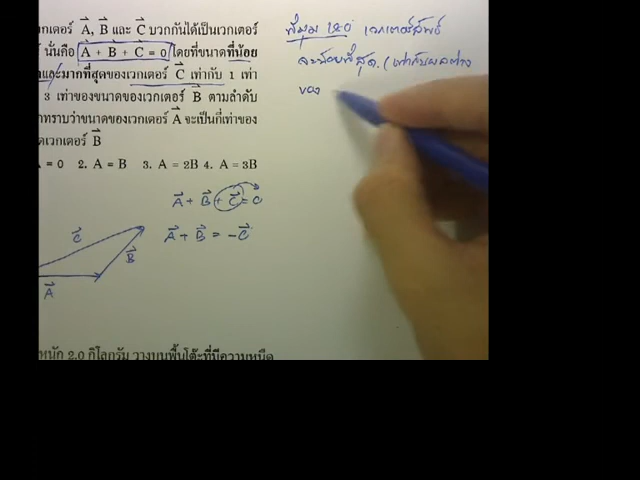 วกเตอร์ A⃗, B⃗ และ C⃗ บวกกันได้เป็นเวกเตอร์
นั่นคือ A⃗ + B⃗ + C⃗ = 0 โดยที่ขนาดที่น้อย
และมากที่สุดของเวกเตอร์ C⃗ เท่ากับ 1 เท่า
3 เท่าของขนาดของเวกเตอร์ B⃗ ตามลำดับ
ทราบว่าขนาดของเวกเตอร์ A⃗ จะเป็นกี่เท่าของ
เวกเตอร์ B⃗
= 0 2. A = B 3. A = 2B 4. A = 3B
A⃗ + B⃗ + C⃗ = 0
A⃗ + B⃗ = -C⃗
C⃗
B⃗
A⃗
หนัก 2.0 กิโลกรัม วางบนพื้นโต๊ะที่มีความหนืด
ที่มุม 180° เวกเตอร์ลัพธ์
จะน้อยที่สุด (เท่ากับผลต่าง
ของ